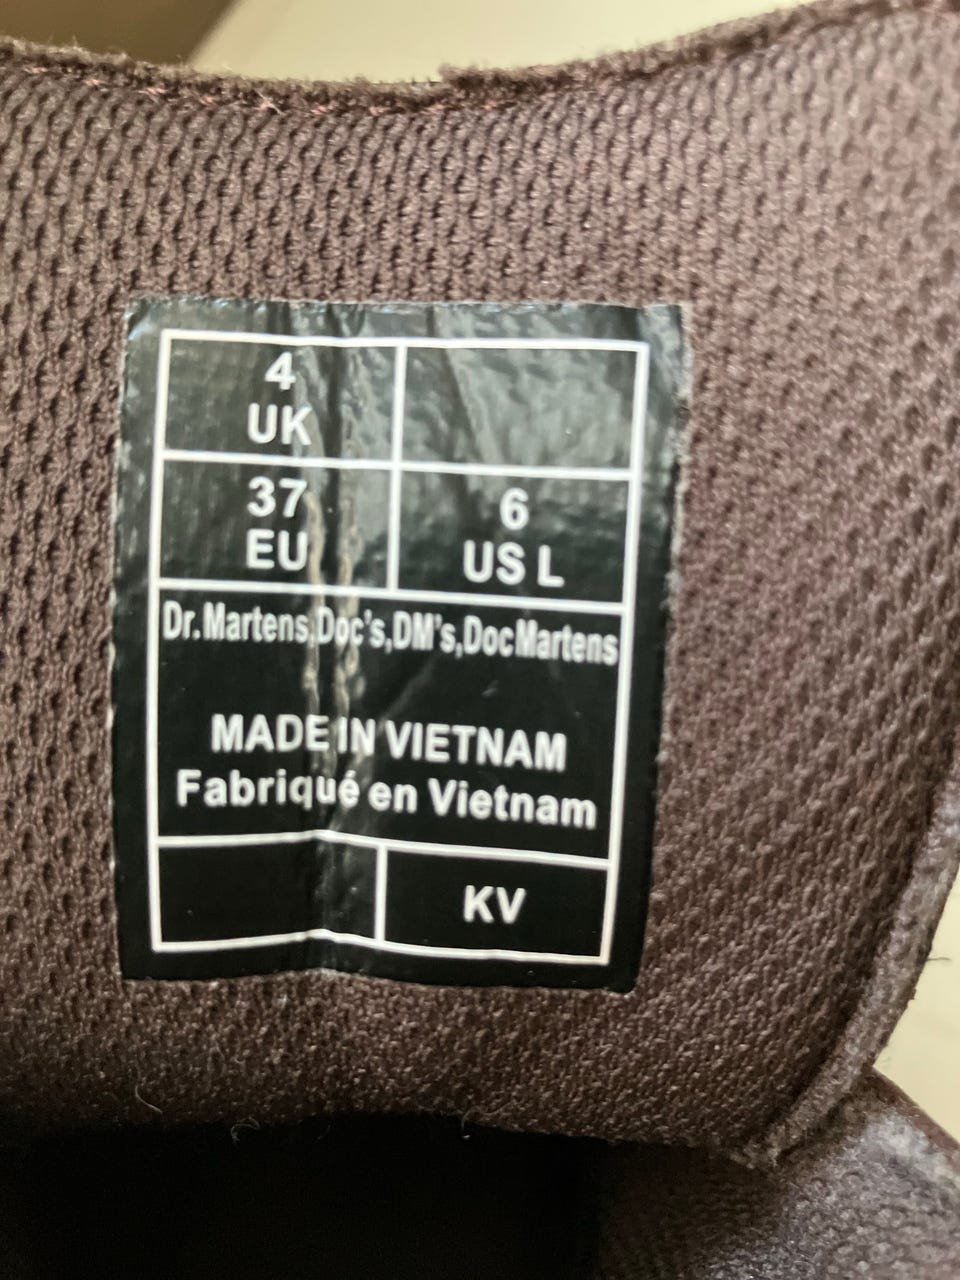 4
UK
37
EU
6
US L
Dr.Martens,Doc's,DM's,DocMartens
MADE IN VIETNAM
Fabriqué en Vietnam
KV